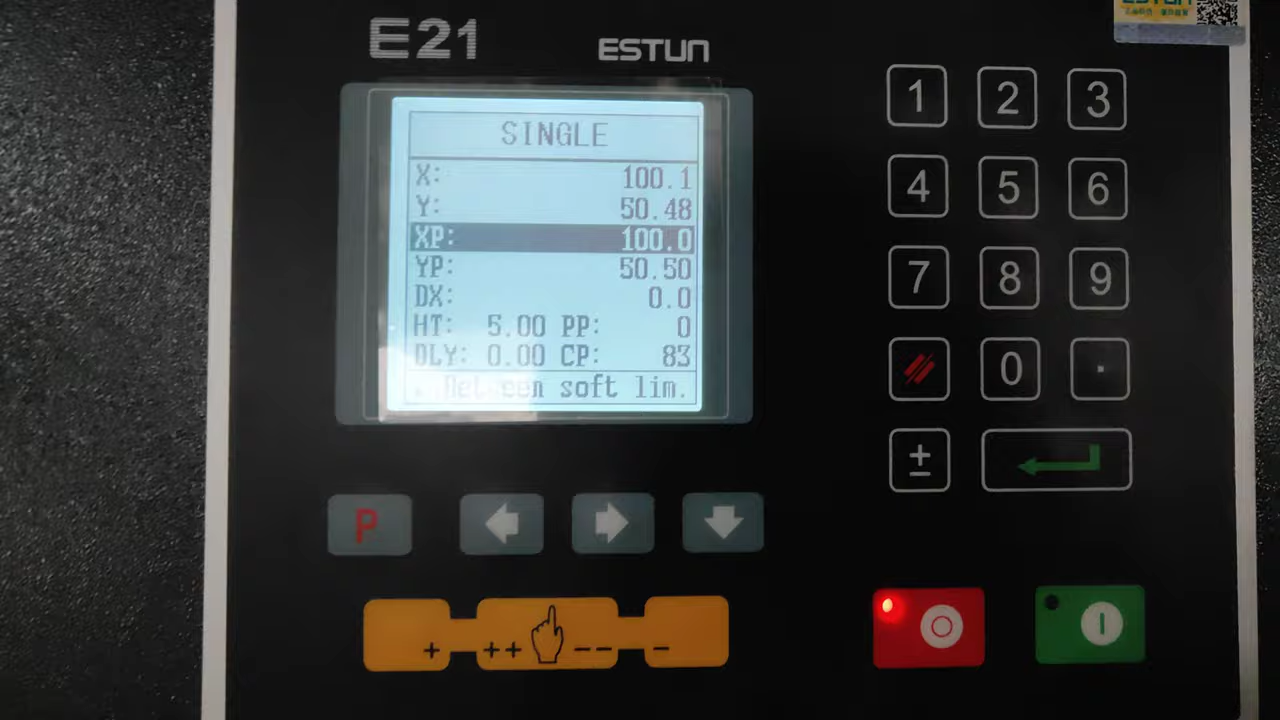 E21
ESTUN
ESTUN
SINGLE
X: 100.1
Y: 50.48
XP: 100.0
YP: 50.50
DX: 0.0
HT: 5.00 PP: 0
DLY: 0.00 CP: 83
Between soft lim.
1 2 3
4 5 6
7 8 9
0 .
±
P
+ ++ -- -